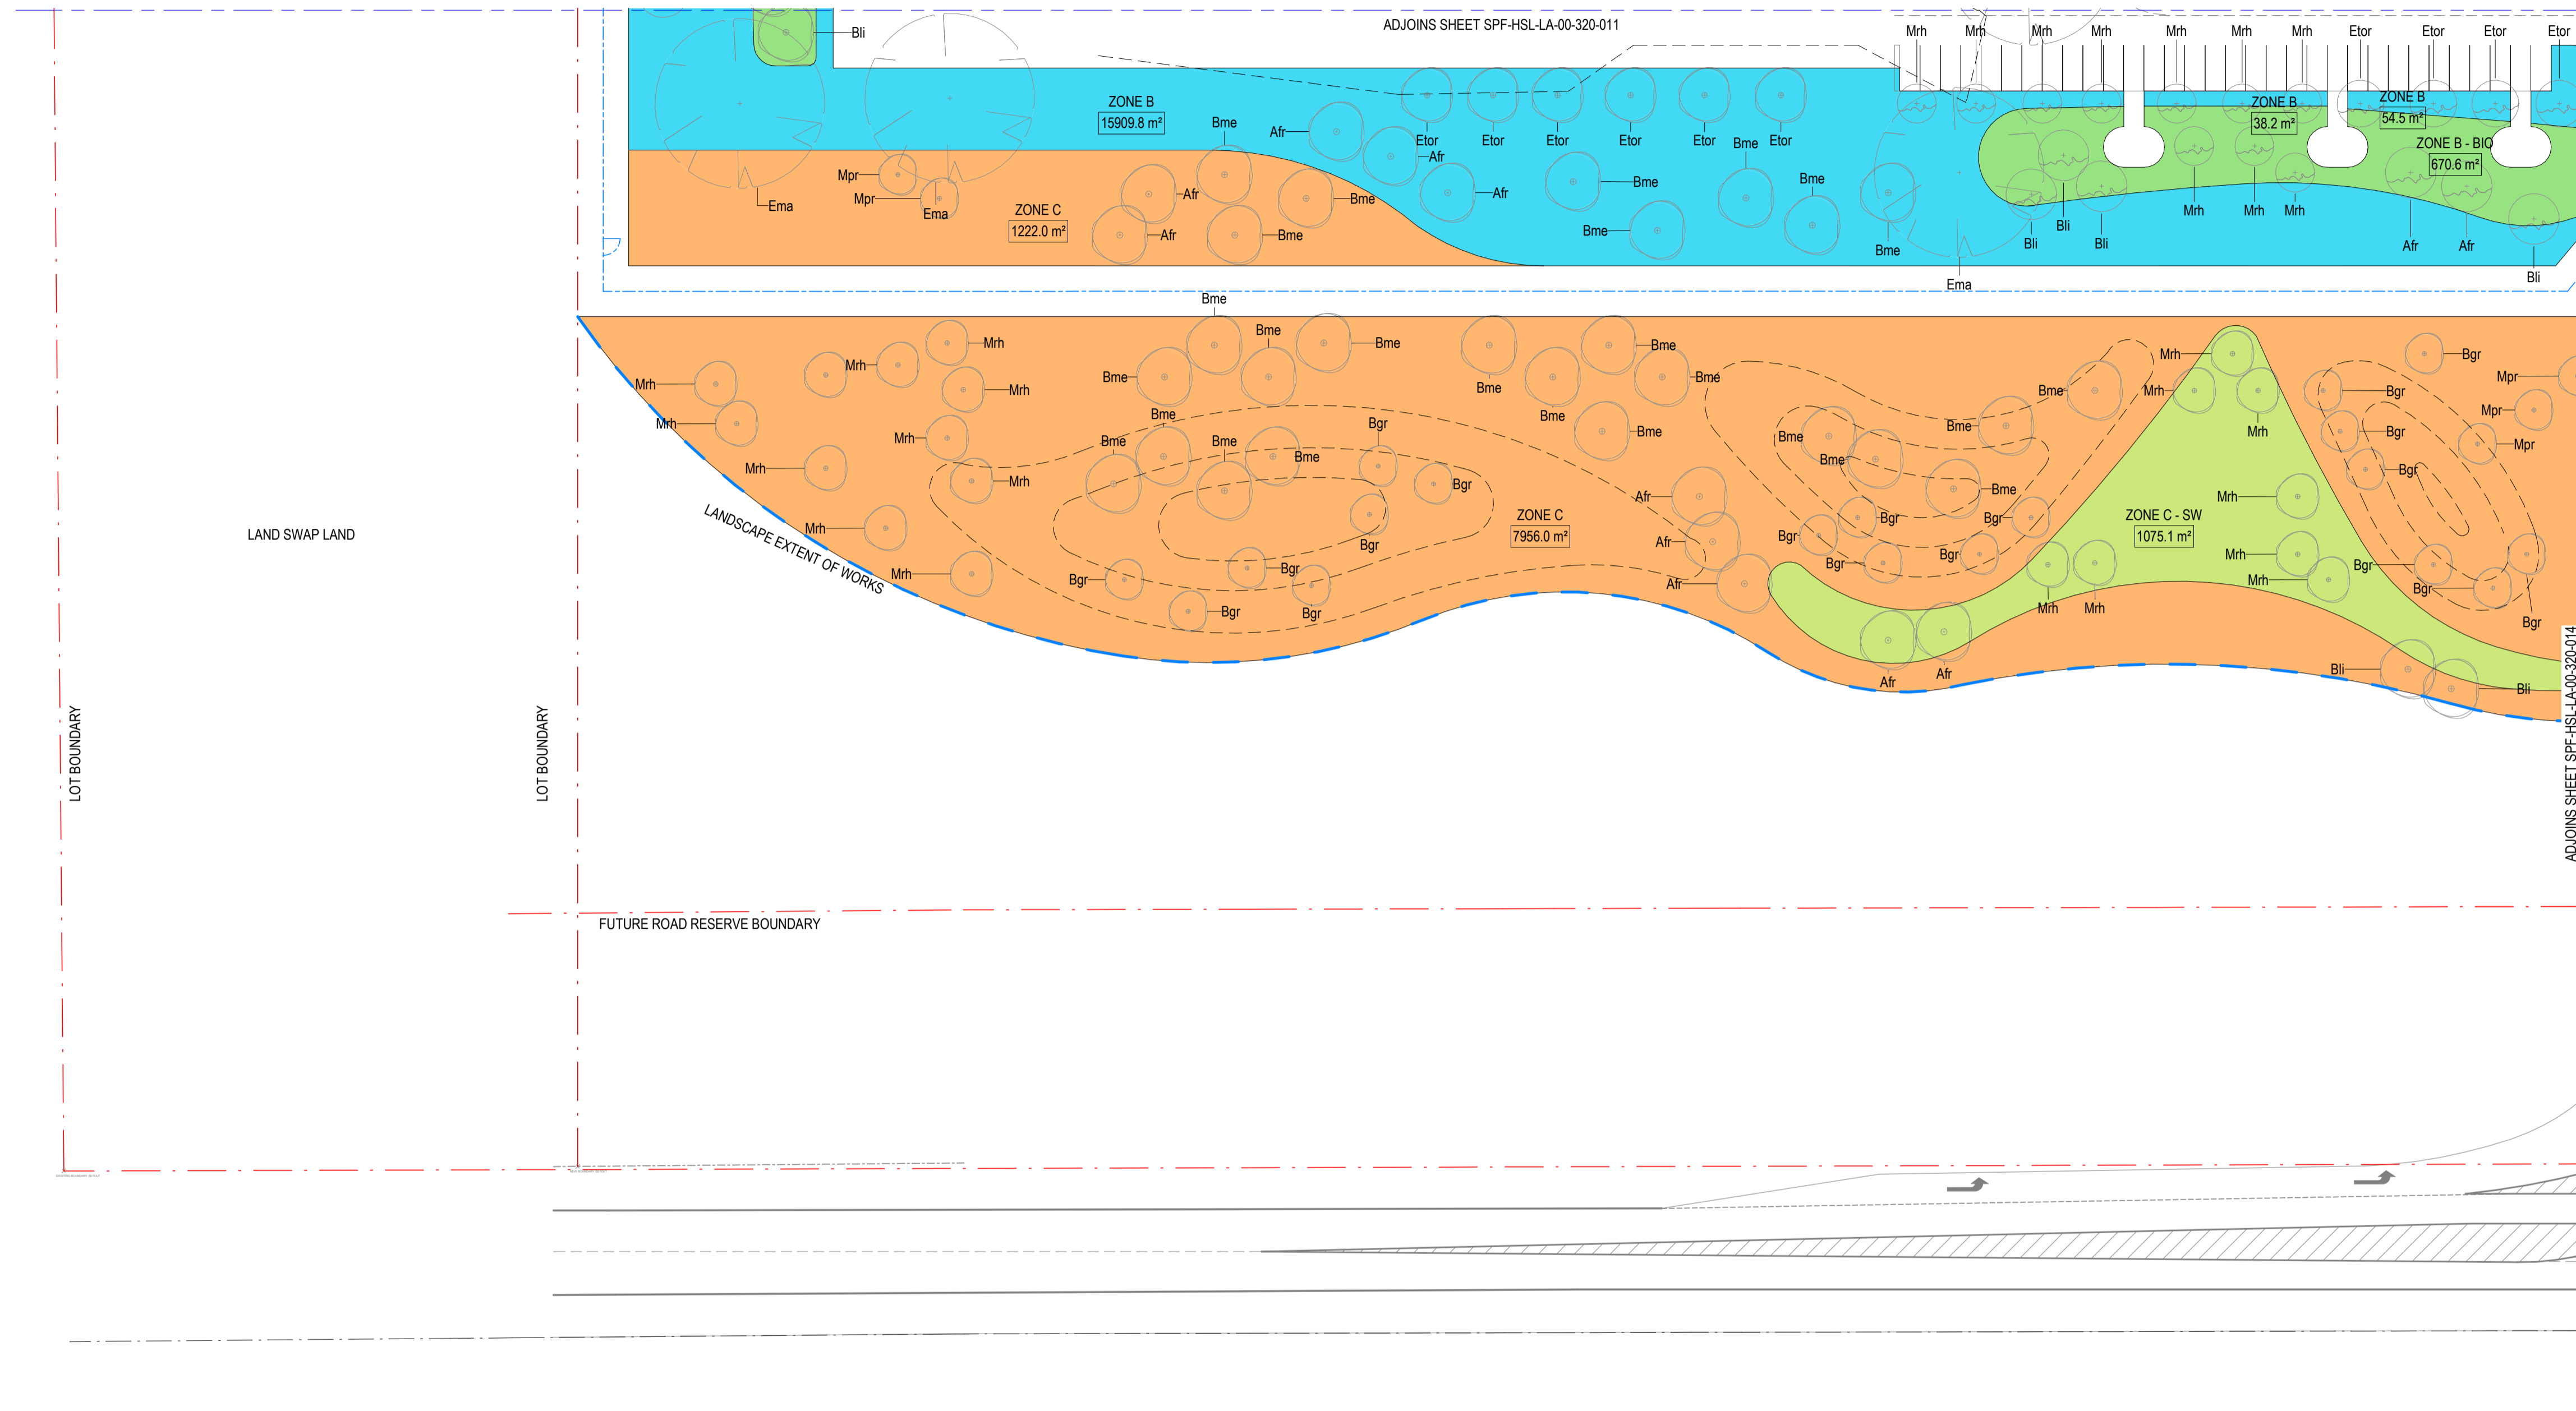 ADJOINS SHEET SPF-HSL-LA-00-320-011
Bli
Mrh
Mrh
Mrh
Mrh
Mrh
Mrh
Mrh
Etor
Etor
Etor
Etor
ZONE B
15909.8 m²
ZONE B
38.2 m²
ZONE B
54.5 m²
ZONE B - BIO
670.6 m²
Bme
Afr
Afr
Afr
Etor
Etor
Etor
Etor
Etor
Etor
Bme
Bme
Bme
Bme
Bme
Mpr
Mpr
Ema
Ema
Afr
Afr
Bme
Bme
ZONE C
1222.0 m²
Ema
Bli
Bli
Bli
Mrh
Mrh
Mrh
Afr
Afr
Bli
Bme
Bme
Bme
Bme
Bme
Bme
Bme
Bme
Bme
Bme
Mrh
Mrh
Mrh
Mrh
Mrh
Mrh
Mrh
Mrh
Mrh
Mrh
Bme
Bme
Bme
Bme
Bgr
Bgr
Bgr
Bgr
Bgr
Bgr
Bgr
ZONE C
7956.0 m²
Afr
Afr
Afr
Bme
Bme
Bme
Bme
Bme
Bgr
Bgr
Bgr
Bgr
Bgr
Mrh
Mrh
Mrh
Mrh
Mrh
Mrh
Mrh
Mrh
ZONE C - SW
1075.1 m²
Afr
Afr
Bgr
Bgr
Bgr
Bgr
Mpr
Mpr
Mpr
Bgr
Bgr
Bgr
Bli
Bli
LANDSCAPE EXTENT OF WORKS
LAND SWAP LAND
LOT BOUNDARY
LOT BOUNDARY
ADJOINS SHEET SPF-HSL-LA-00-320-014
FUTURE ROAD RESERVE BOUNDARY